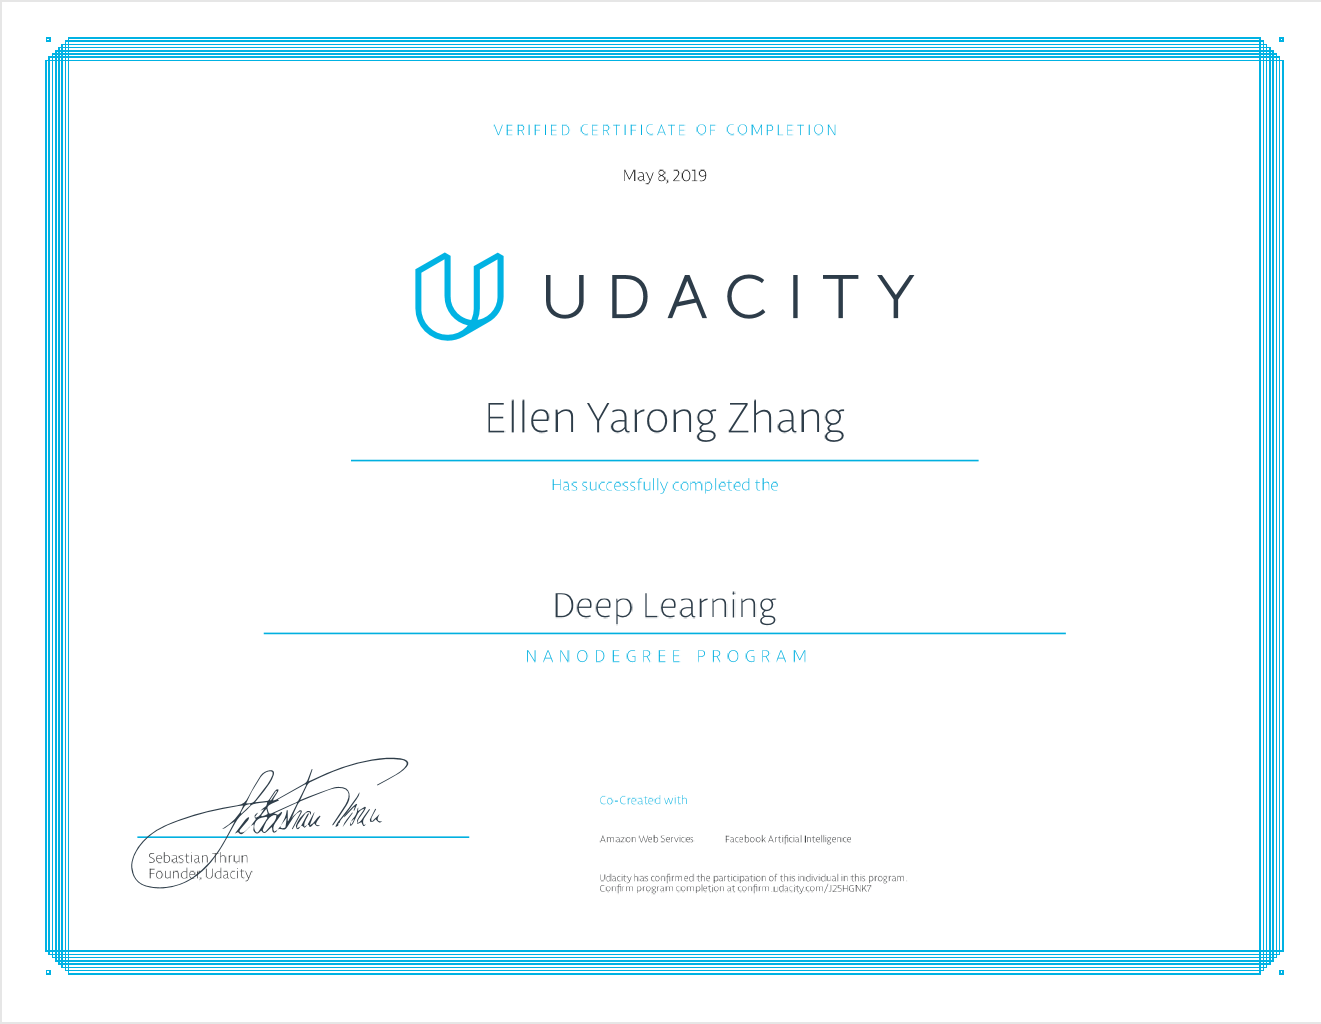 VERIFIED CERTIFICATE OF COMPLETION
May 8, 2019
UDACITY
Ellen Yarong Zhang
Has successfully completed the
Deep Learning
NANODEGREE PROGRAM
Sebastian Thrun
Sebastian Thrun
Founder, Udacity
Co-Created with
Amazon Web Services Facebook Artificial Intelligence
Udacity has confirmed the participation of this individual in this program.
Confirm program completion at confirm.udacity.com/J25HGNK7